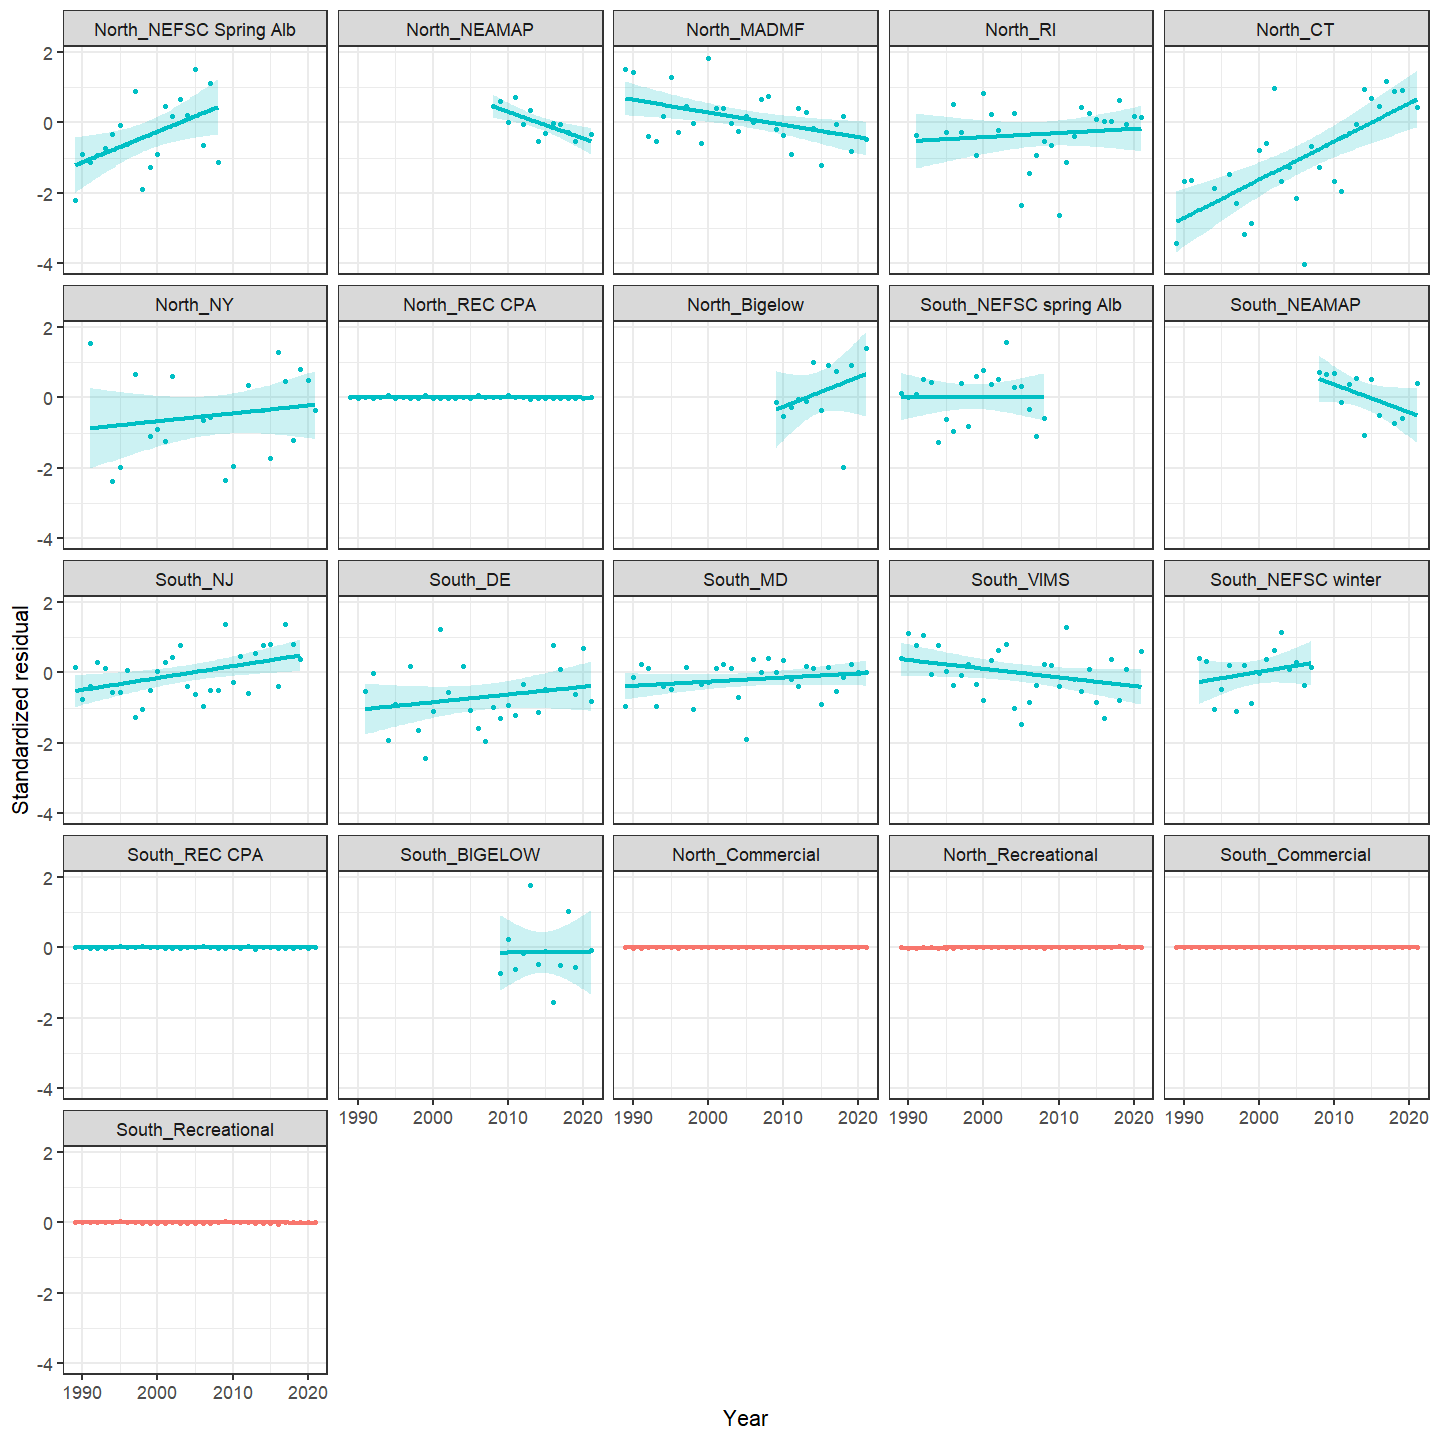 North_NEFSC Spring Alb
North_NEAMAP
North_MADMF
North_RI
North_CT
2
0
-2
-4
North_NY
North_REC CPA
North_Bigelow
South_NEFSC spring Alb
South_NEAMAP
2
0
-2
-4
South_NJ
South_DE
South_MD
South_VIMS
South_NEFSC winter
2
0
-2
-4
Standardized residual
South_REC CPA
South_BIGELOW
North_Commercial
North_Recreational
South_Commercial
2
0
-2
-4
1990 2000 2010 2020
1990 2000 2010 2020
1990 2000 2010 2020
1990 2000 2010 2020
South_Recreational
2
0
-2
-4
1990 2000 2010 2020
Year